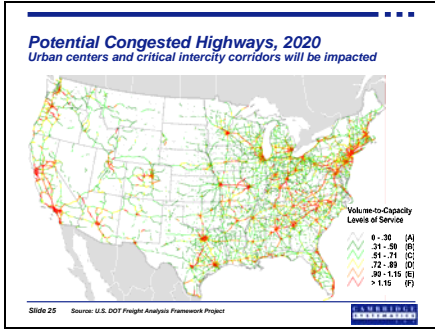 Potential Congested Highways, 2020
Urban centers and critical intercity corridors will be impacted
Volume-to-Capacity
Levels of Service
0 - .30 (A)
.31 - .50 (B)
.51 - .71 (C)
.72 - .89 (D)
.90 - 1.15 (E)
> 1.15 (F)
Slide 25 Source: U.S. DOT Freight Analysis Framework Project
CAMBRIDGE
SYSTEMATICS